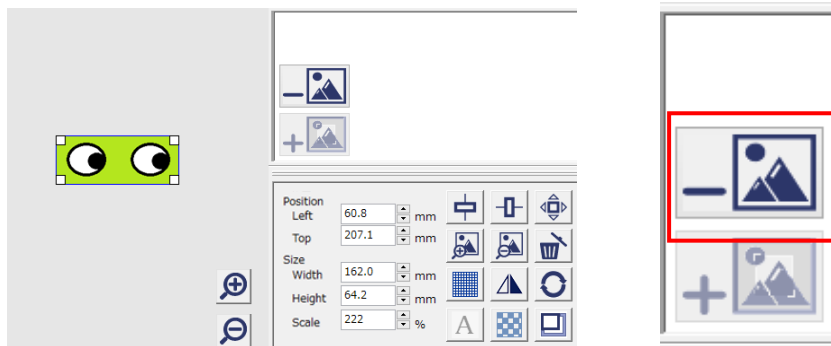 Position
Left 60.8 mm
Top 207.1 mm
Size
Width 162.0 mm
Height 64.2 mm
Scale 222 %
A